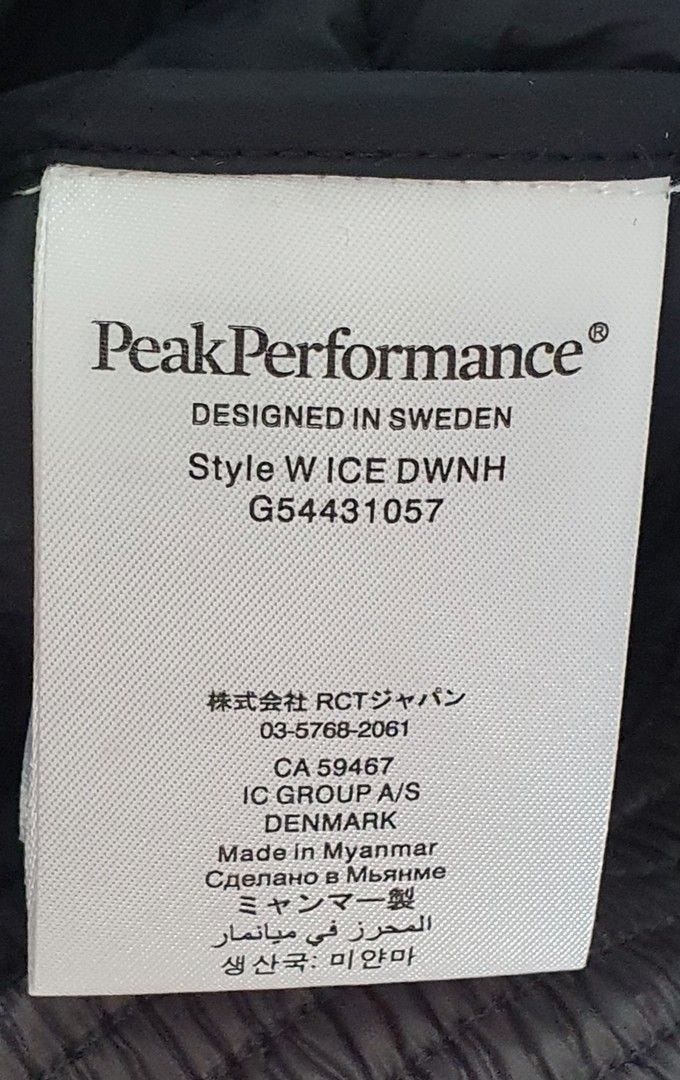 PeakPerformance®
DESIGNED IN SWEDEN
Style W ICE DWNH
G54431057
株式会社 RCTジャパン
03-5768-2061
CA 59467
IC GROUP A/S
DENMARK
Made in Myanmar
Сделано в Мьянме
ミャンマー製
المحرز في ميانمار
생산국: 미얀마